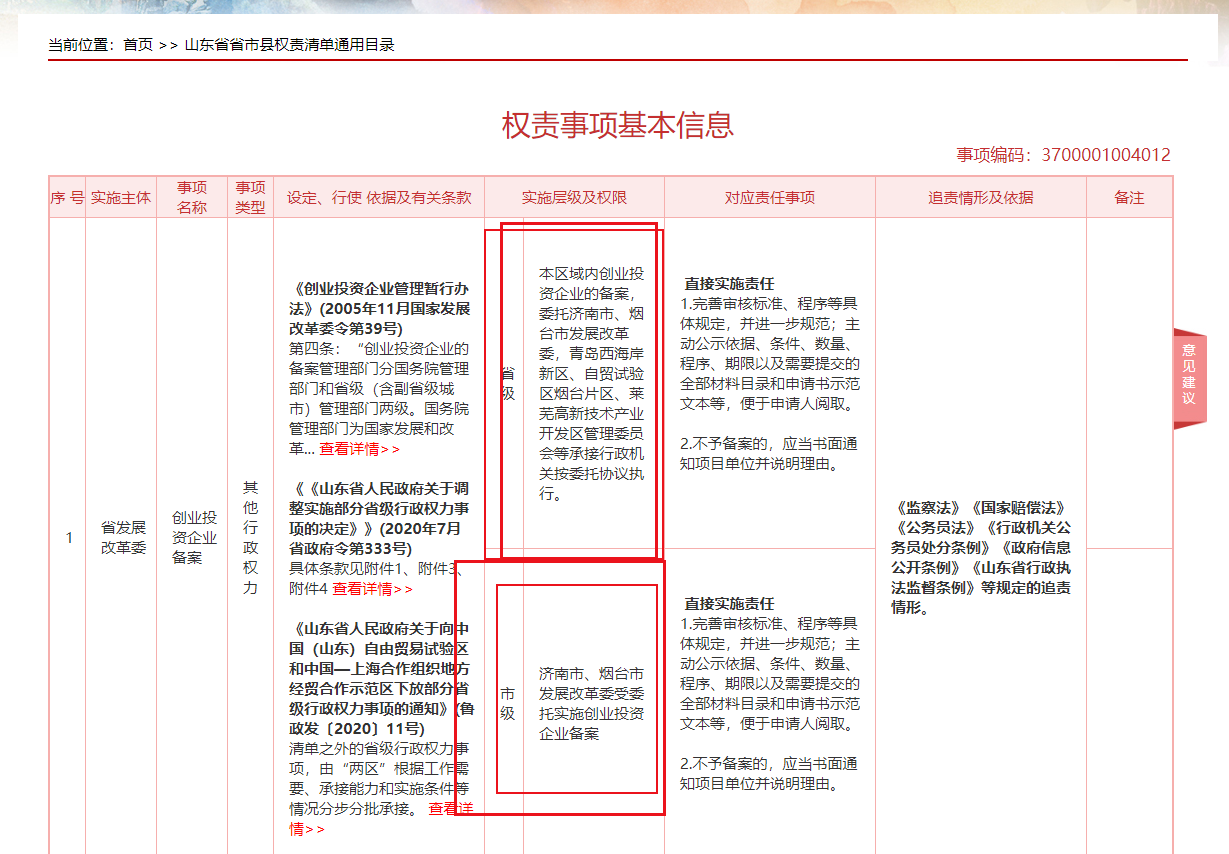 当前位置：首页 >> 山东省省市县权责清单通用目录
权责事项基本信息
事项编码：3700001004012
序 号
实施主体
事项
名称
事项
类型
设定、行使 依据及有关条款
实施层级及权限
对应责任事项
追责情形及依据
备注
1
省发展
改革委
创业投
资企业
备案
其
他
行
政
权
力
《创业投资企业管理暂行办
法》(2005年11月国家发展
改革委令第39号)
第四条：“创业投资企业的
备案管理部门分国务院管理
部门和省级（含副省级城
市）管理部门两级。国务院
管理部门为国家发展和改
革... 查看详情>>
《《山东省人民政府关于调
整实施部分省级行政权力事
项的决定》》(2020年7月
省政府令第333号)
具体条款见附件1、附件3、
附件4 查看详情>>
《山东省人民政府关于向中
国（山东）自由贸易试验区
和中国—上海合作组织地方
经贸合作示范区下放部分省
级行政权力事项的通知》(鲁
政发〔2020〕11号)
清单之外的省级行政权力事
项，由“两区”根据工作需
要、承接能力和实施条件等
情况分步分批承接。 查看详
情>>
省
级
本区域内创业投
资企业的备案，
委托济南市、烟
台市发展改革
委，青岛西海岸
新区、自贸试验
区烟台片区、莱
芜高新技术产业
开发区管理委员
会等承接行政机
关按委托协议执
行。
直接实施责任
1.完善审核标准、程序等具
体规定，并进一步规范；主
动公示依据、条件、数量、
程序、期限以及需要提交的
全部材料目录和申请书示范
文本等，便于申请人阅取。
2.不予备案的，应当书面通
知项目单位并说明理由。
市
级
济南市、烟台市
发展改革委受委
托实施创业投资
企业备案
直接实施责任
1.完善审核标准、程序等具
体规定，并进一步规范；主
动公示依据、条件、数量、
程序、期限以及需要提交的
全部材料目录和申请书示范
文本等，便于申请人阅取。
2.不予备案的，应当书面通
知项目单位并说明理由。
《监察法》《国家赔偿法》
《公务员法》《行政机关公
务员处分条例》《政府信息
公开条例》《山东省行政执
法监督条例》等规定的追责
情形。
意
见
建
议